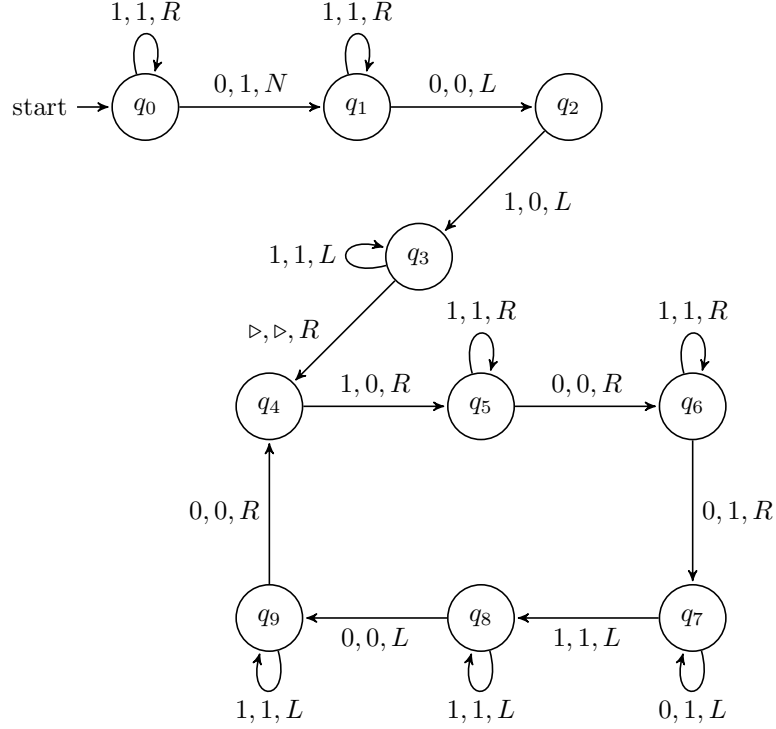 1, 1, R 1, 1, R
start q₀ 0, 1, N q₁ 0, 0, L q₂
1, 0, L
1, 1, L q₃
▷, ▷, R 1, 1, R 1, 1, R
q₄ 1, 0, R q₅ 0, 0, R q₆
0, 0, R 0, 1, R
q₉ 0, 0, L q₈ 1, 1, L q₇
1, 1, L 1, 1, L 0, 1, L